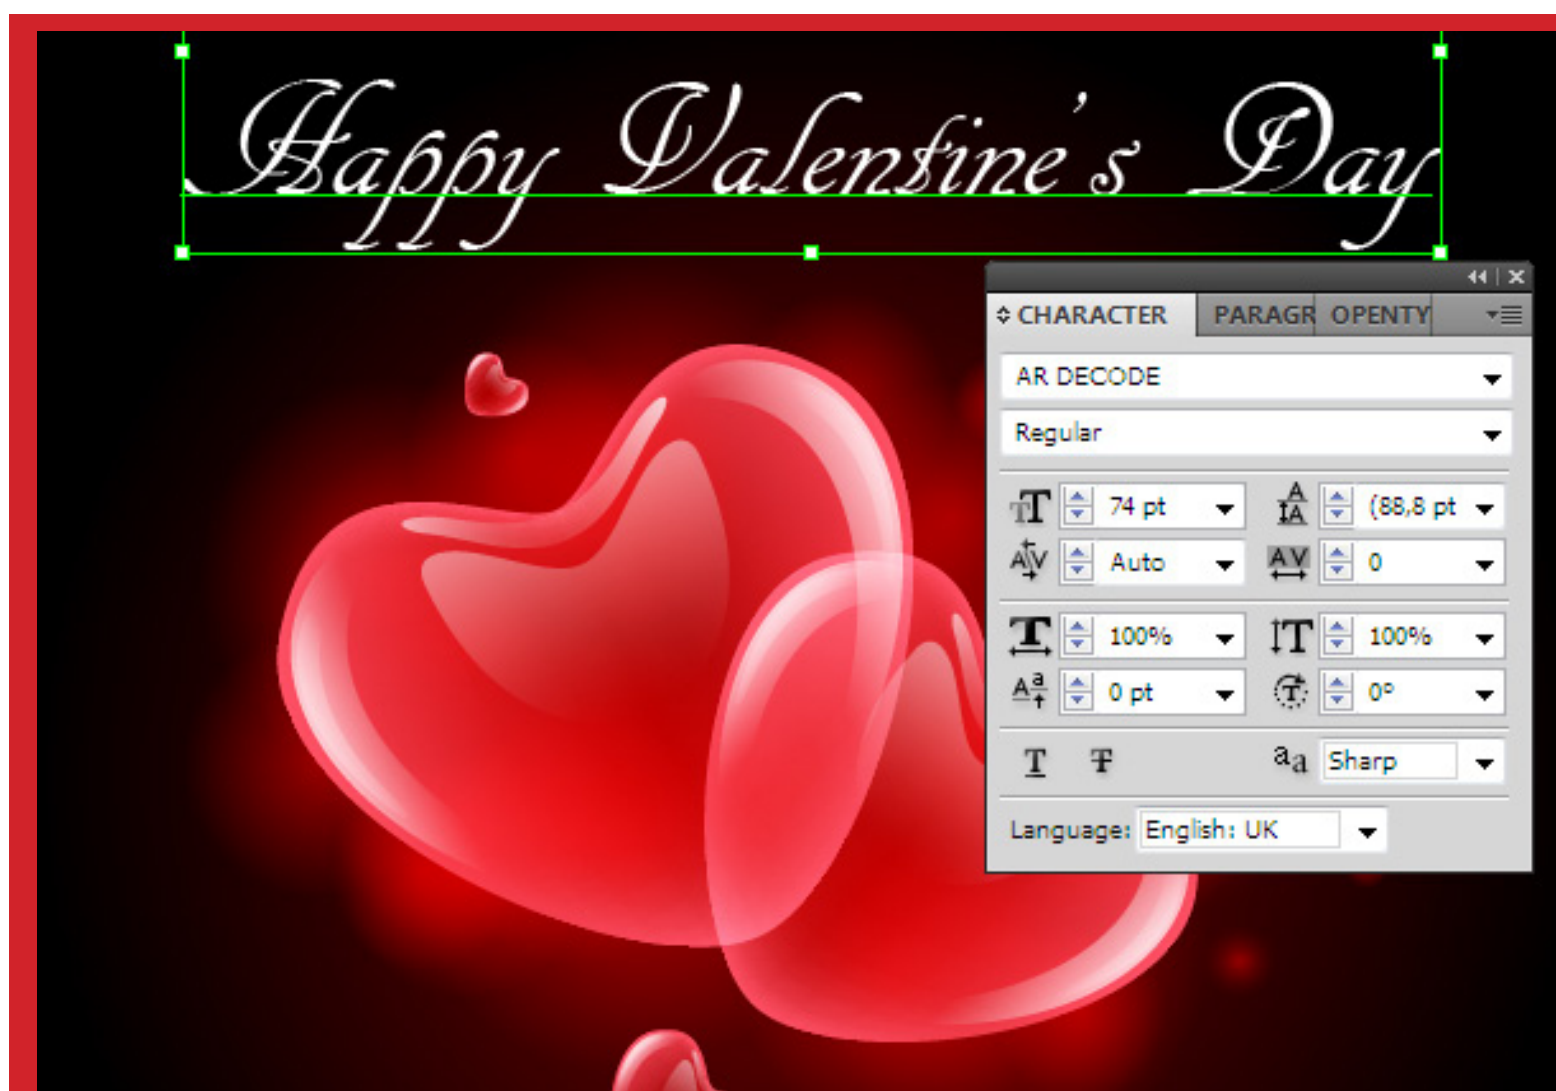 Happy Valentine's Day
CHARACTER PARAGR OPENTY
AR DECODE
Regular
74 pt (88,8 pt
Auto 0
100% 100%
0 pt 0°
T T aa Sharp
Language: English: UK